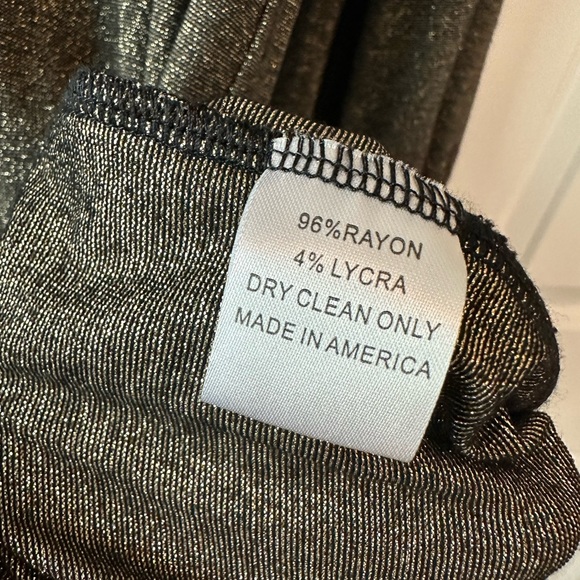 96%RAYON
4% LYCRA
DRY CLEAN ONLY
MADE IN AMERICA